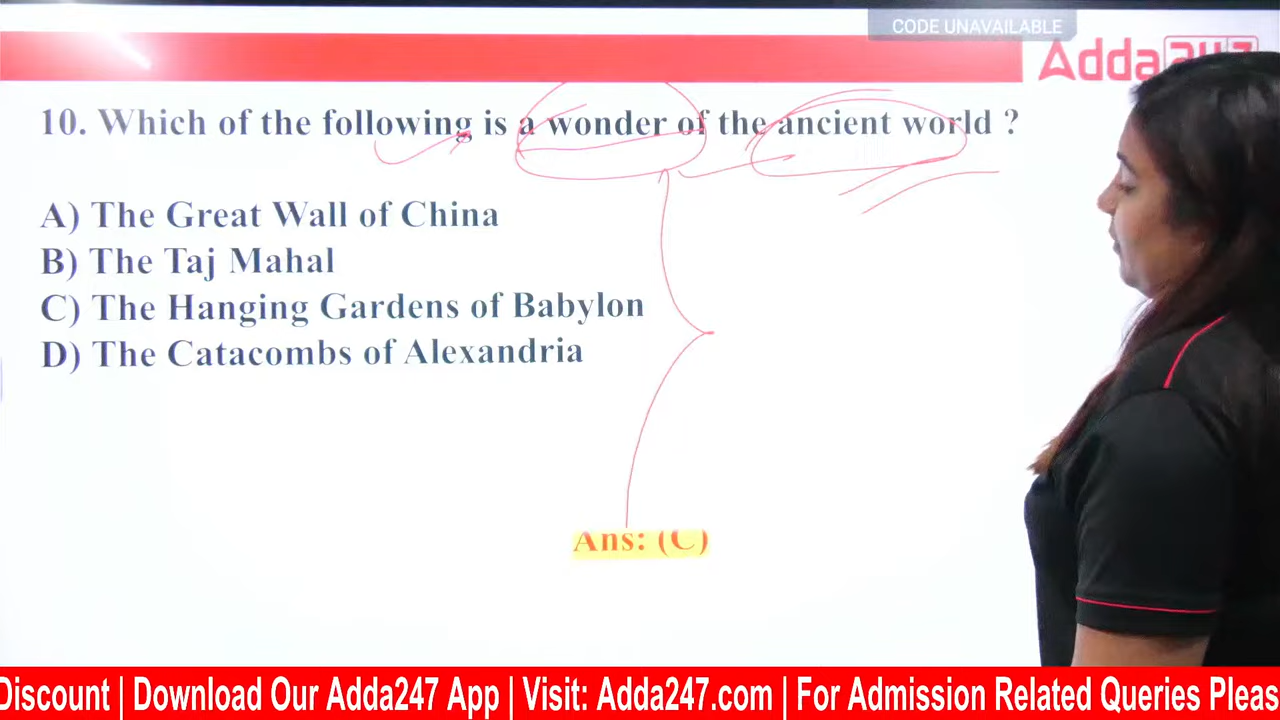 CODE UNAVAILABLE
Adda247
10. Which of the following is a wonder of the ancient world ?
A) The Great Wall of China
B) The Taj Mahal
C) The Hanging Gardens of Babylon
D) The Catacombs of Alexandria
Ans: (C)
Discount | Download Our Adda247 App | Visit: Adda247.com | For Admission Related Queries Pleas